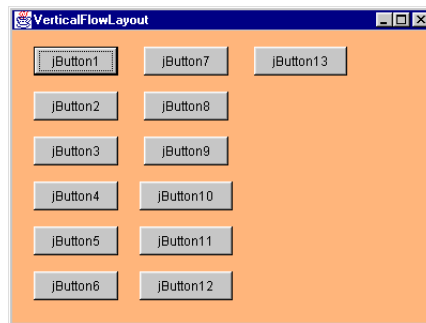 VerticalFlowLayout
jButton1 jButton7 jButton13
jButton2 jButton8
jButton3 jButton9
jButton4 jButton10
jButton5 jButton11
jButton6 jButton12